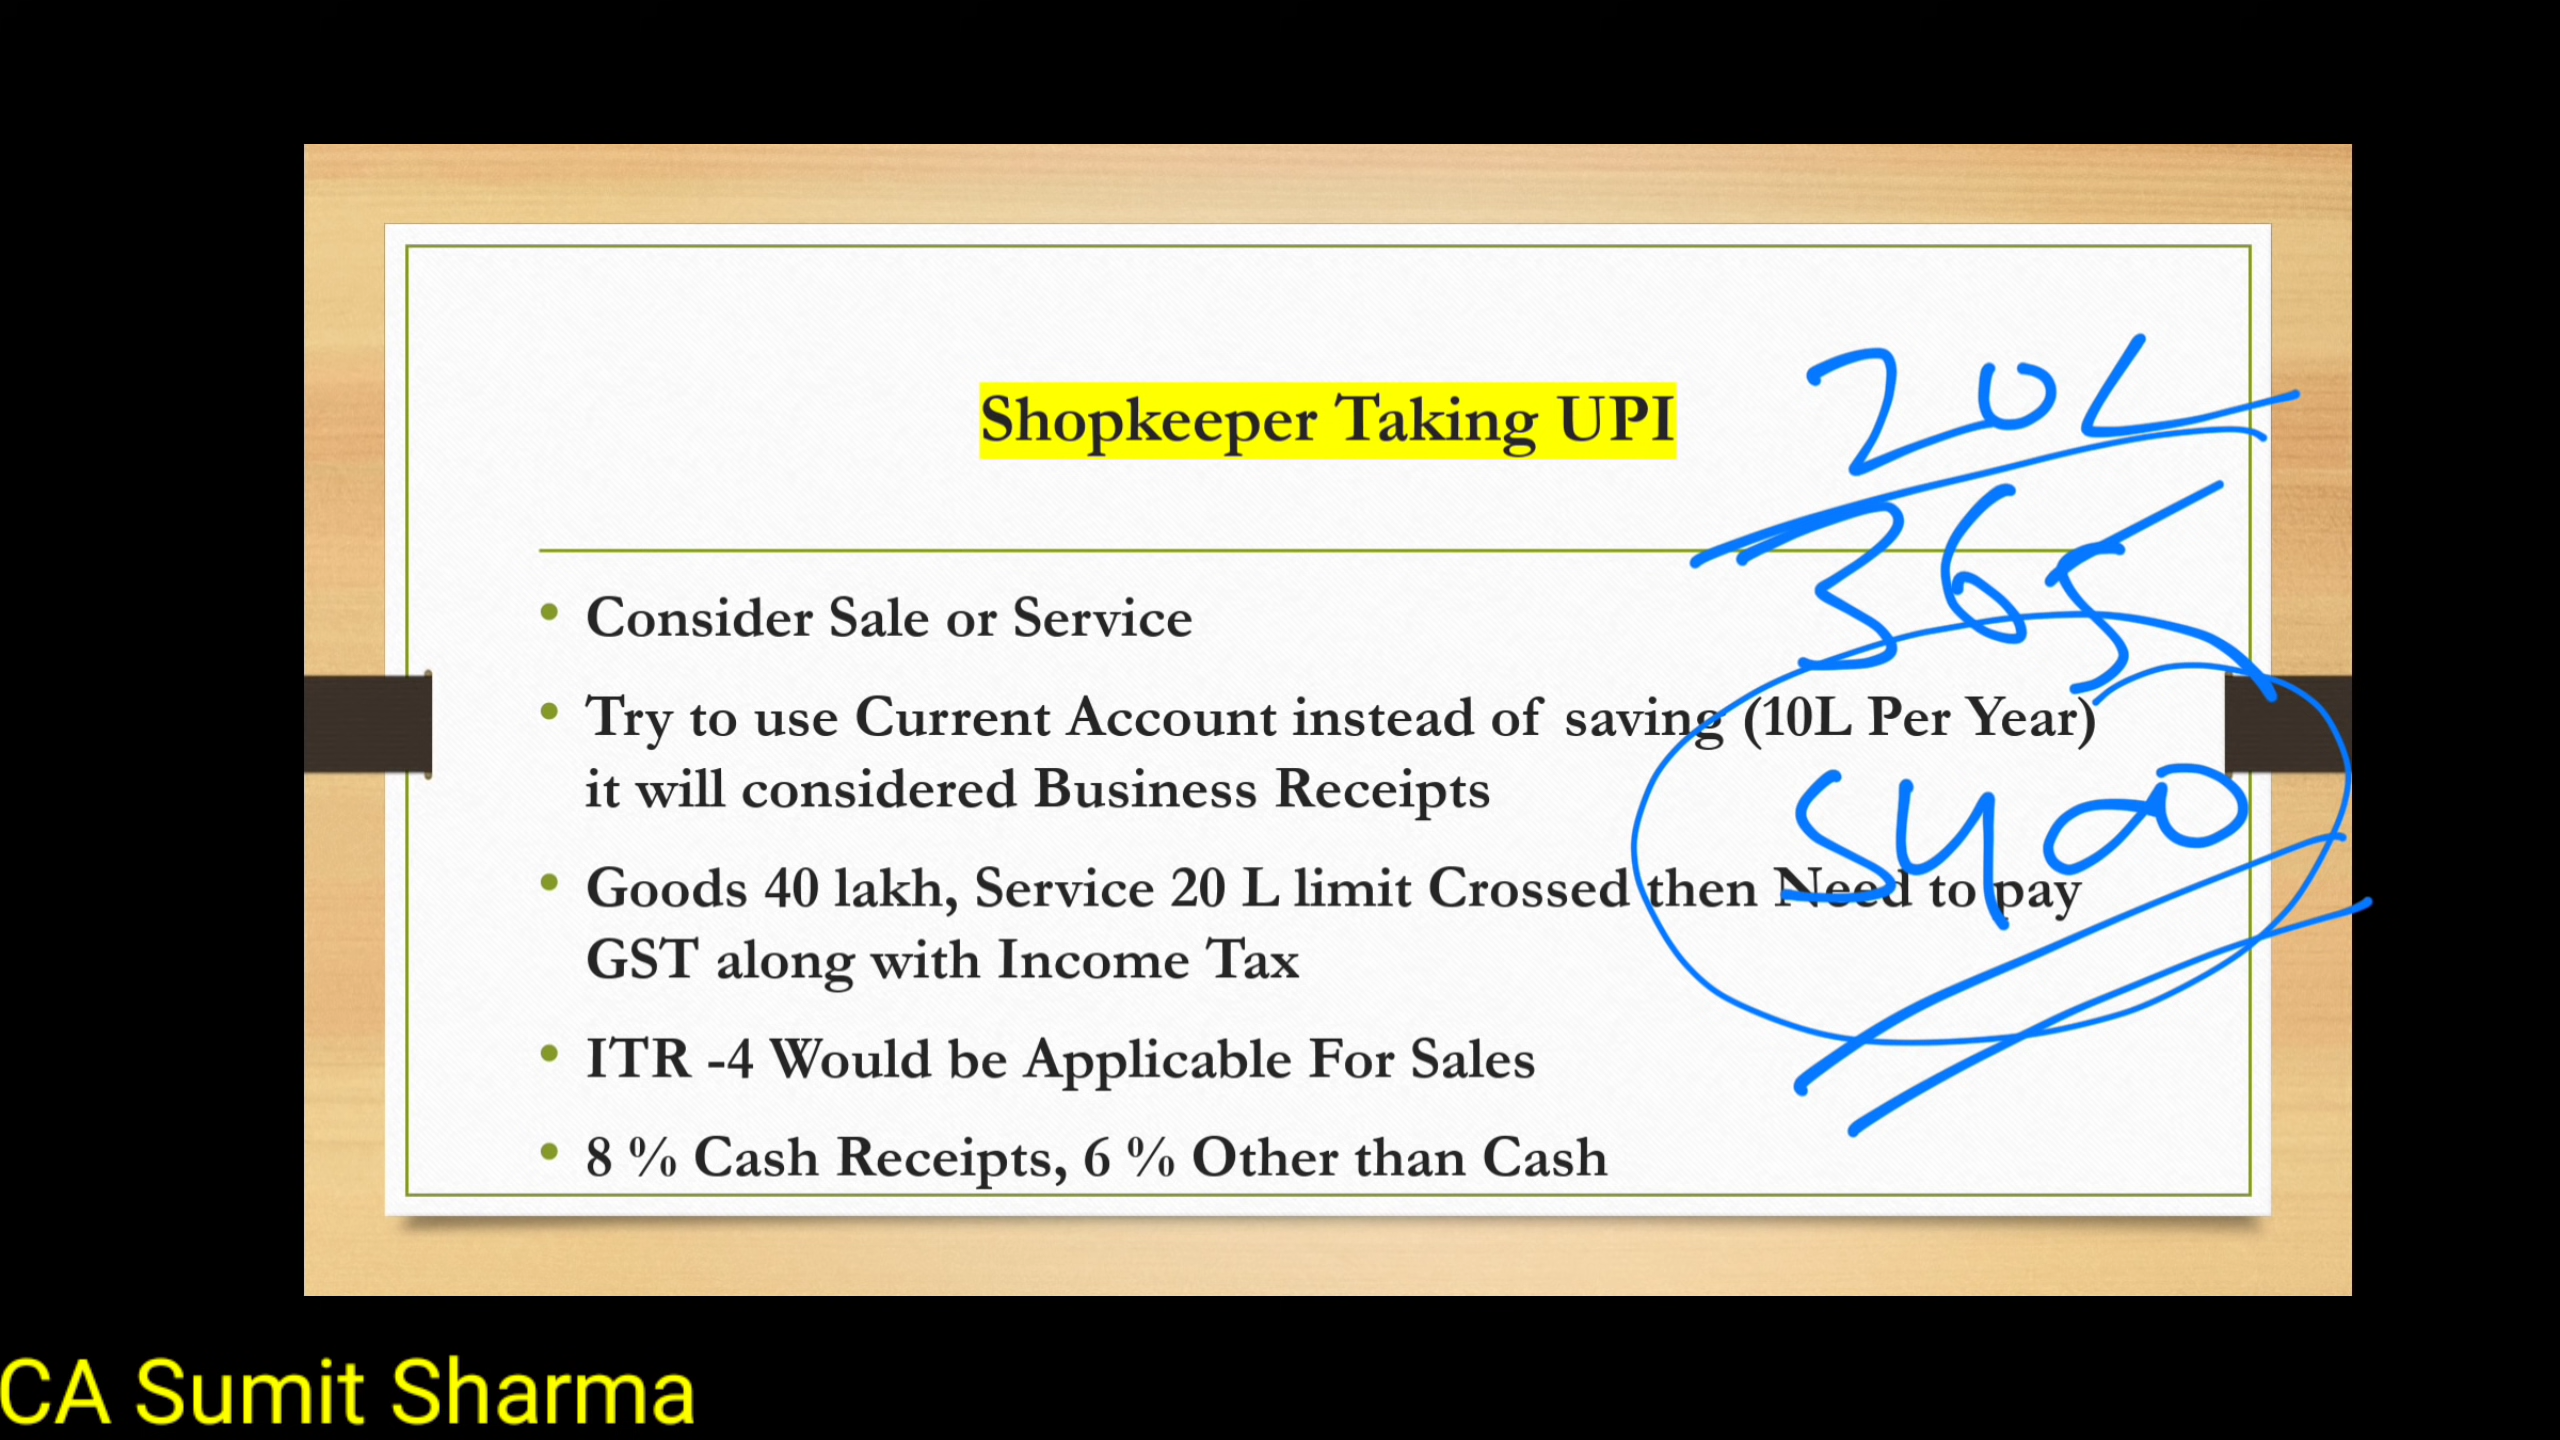 Shopkeeper Taking UPI
20L
365
5400
• Consider Sale or Service
• Try to use Current Account instead of saving (10L Per Year)
it will considered Business Receipts
• Goods 40 lakh, Service 20 L limit Crossed then Need to pay
GST along with Income Tax
• ITR -4 Would be Applicable For Sales
• 8 % Cash Receipts, 6 % Other than Cash
CA Sumit Sharma